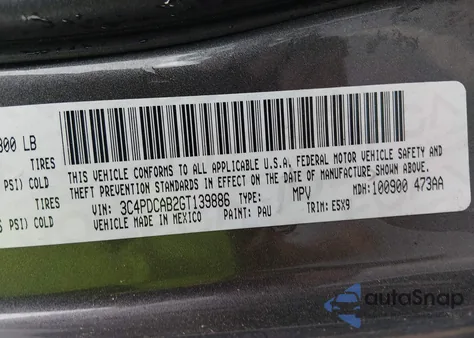 300 LB
TIRES
PSI) COLD
TIRES
PSI) COLD
THIS VEHICLE CONFORMS TO ALL APPLICABLE U.S.A. FEDERAL MOTOR VEHICLE SAFETY AND
THEFT PREVENTION STANDARDS IN EFFECT ON THE DATE OF MANUFACTURE SHOWN ABOVE.
VIN: 3C4PDCAB2GT139886 TYPE: MPV MDH: 100900 473AA
VEHICLE MADE IN MEXICO PAINT: PAU TRIM: E5X9
autoSnap